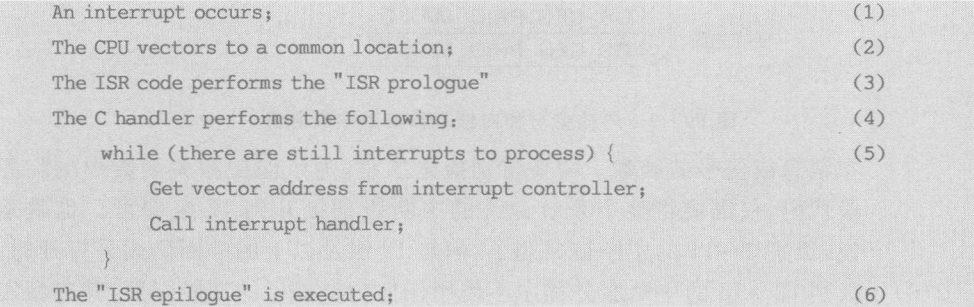 An interrupt occurs; (1)
The CPU vectors to a common location; (2)
The ISR code performs the "ISR prologue" (3)
The C handler performs the following: (4)
while (there are still interrupts to process) { (5)
Get vector address from interrupt controller;
Call interrupt handler;
}
The "ISR epilogue" is executed; (6)